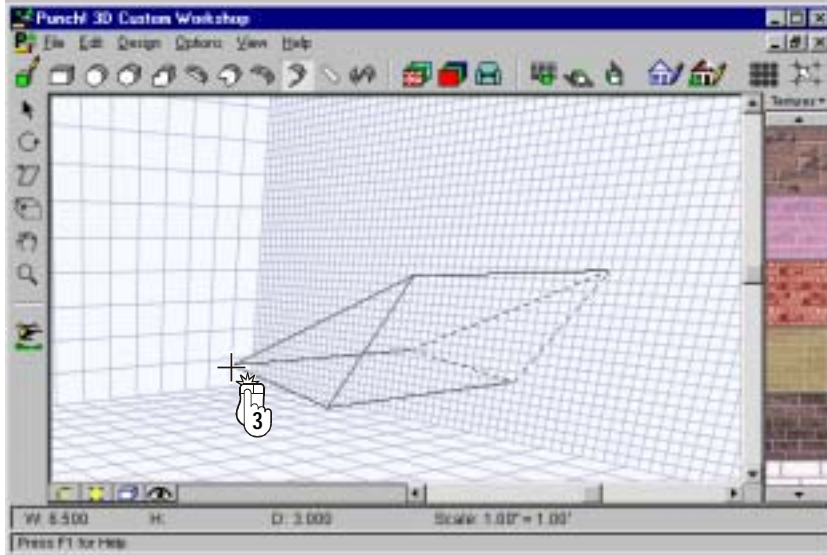 Punch! 3D Custom Workshop
File Edit Design Options View Help
Textures
3
W: 6.500 H: D: 3.000 Scale: 1.00" = 1.00'
Press F1 for Help